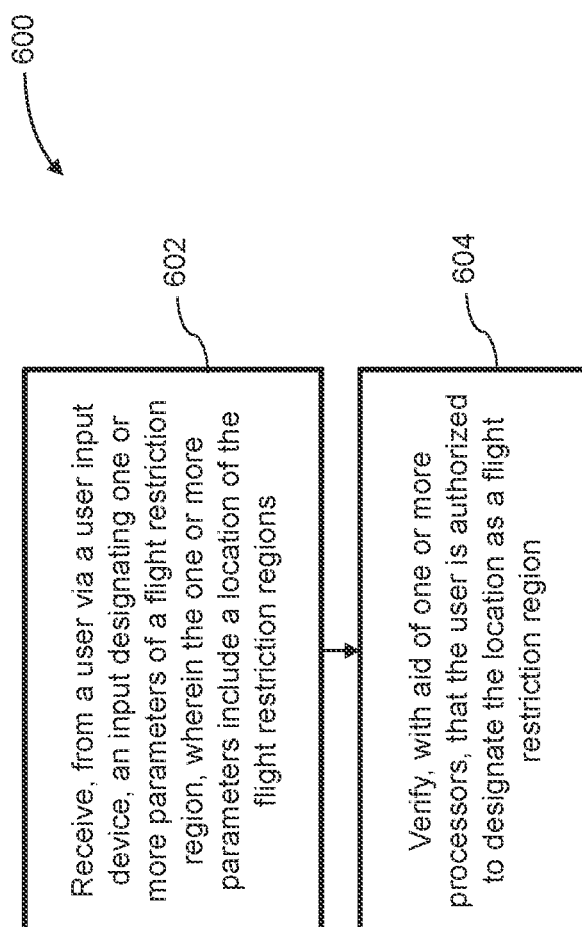 600
602
Receive, from a user via a user input
device, an input designating one or
more parameters of a flight restriction
region, wherein the one or more
parameters include a location of the
flight restriction regions
604
Verify, with aid of one or more
processors, that the user is authorized
to designate the location as a flight
restriction region